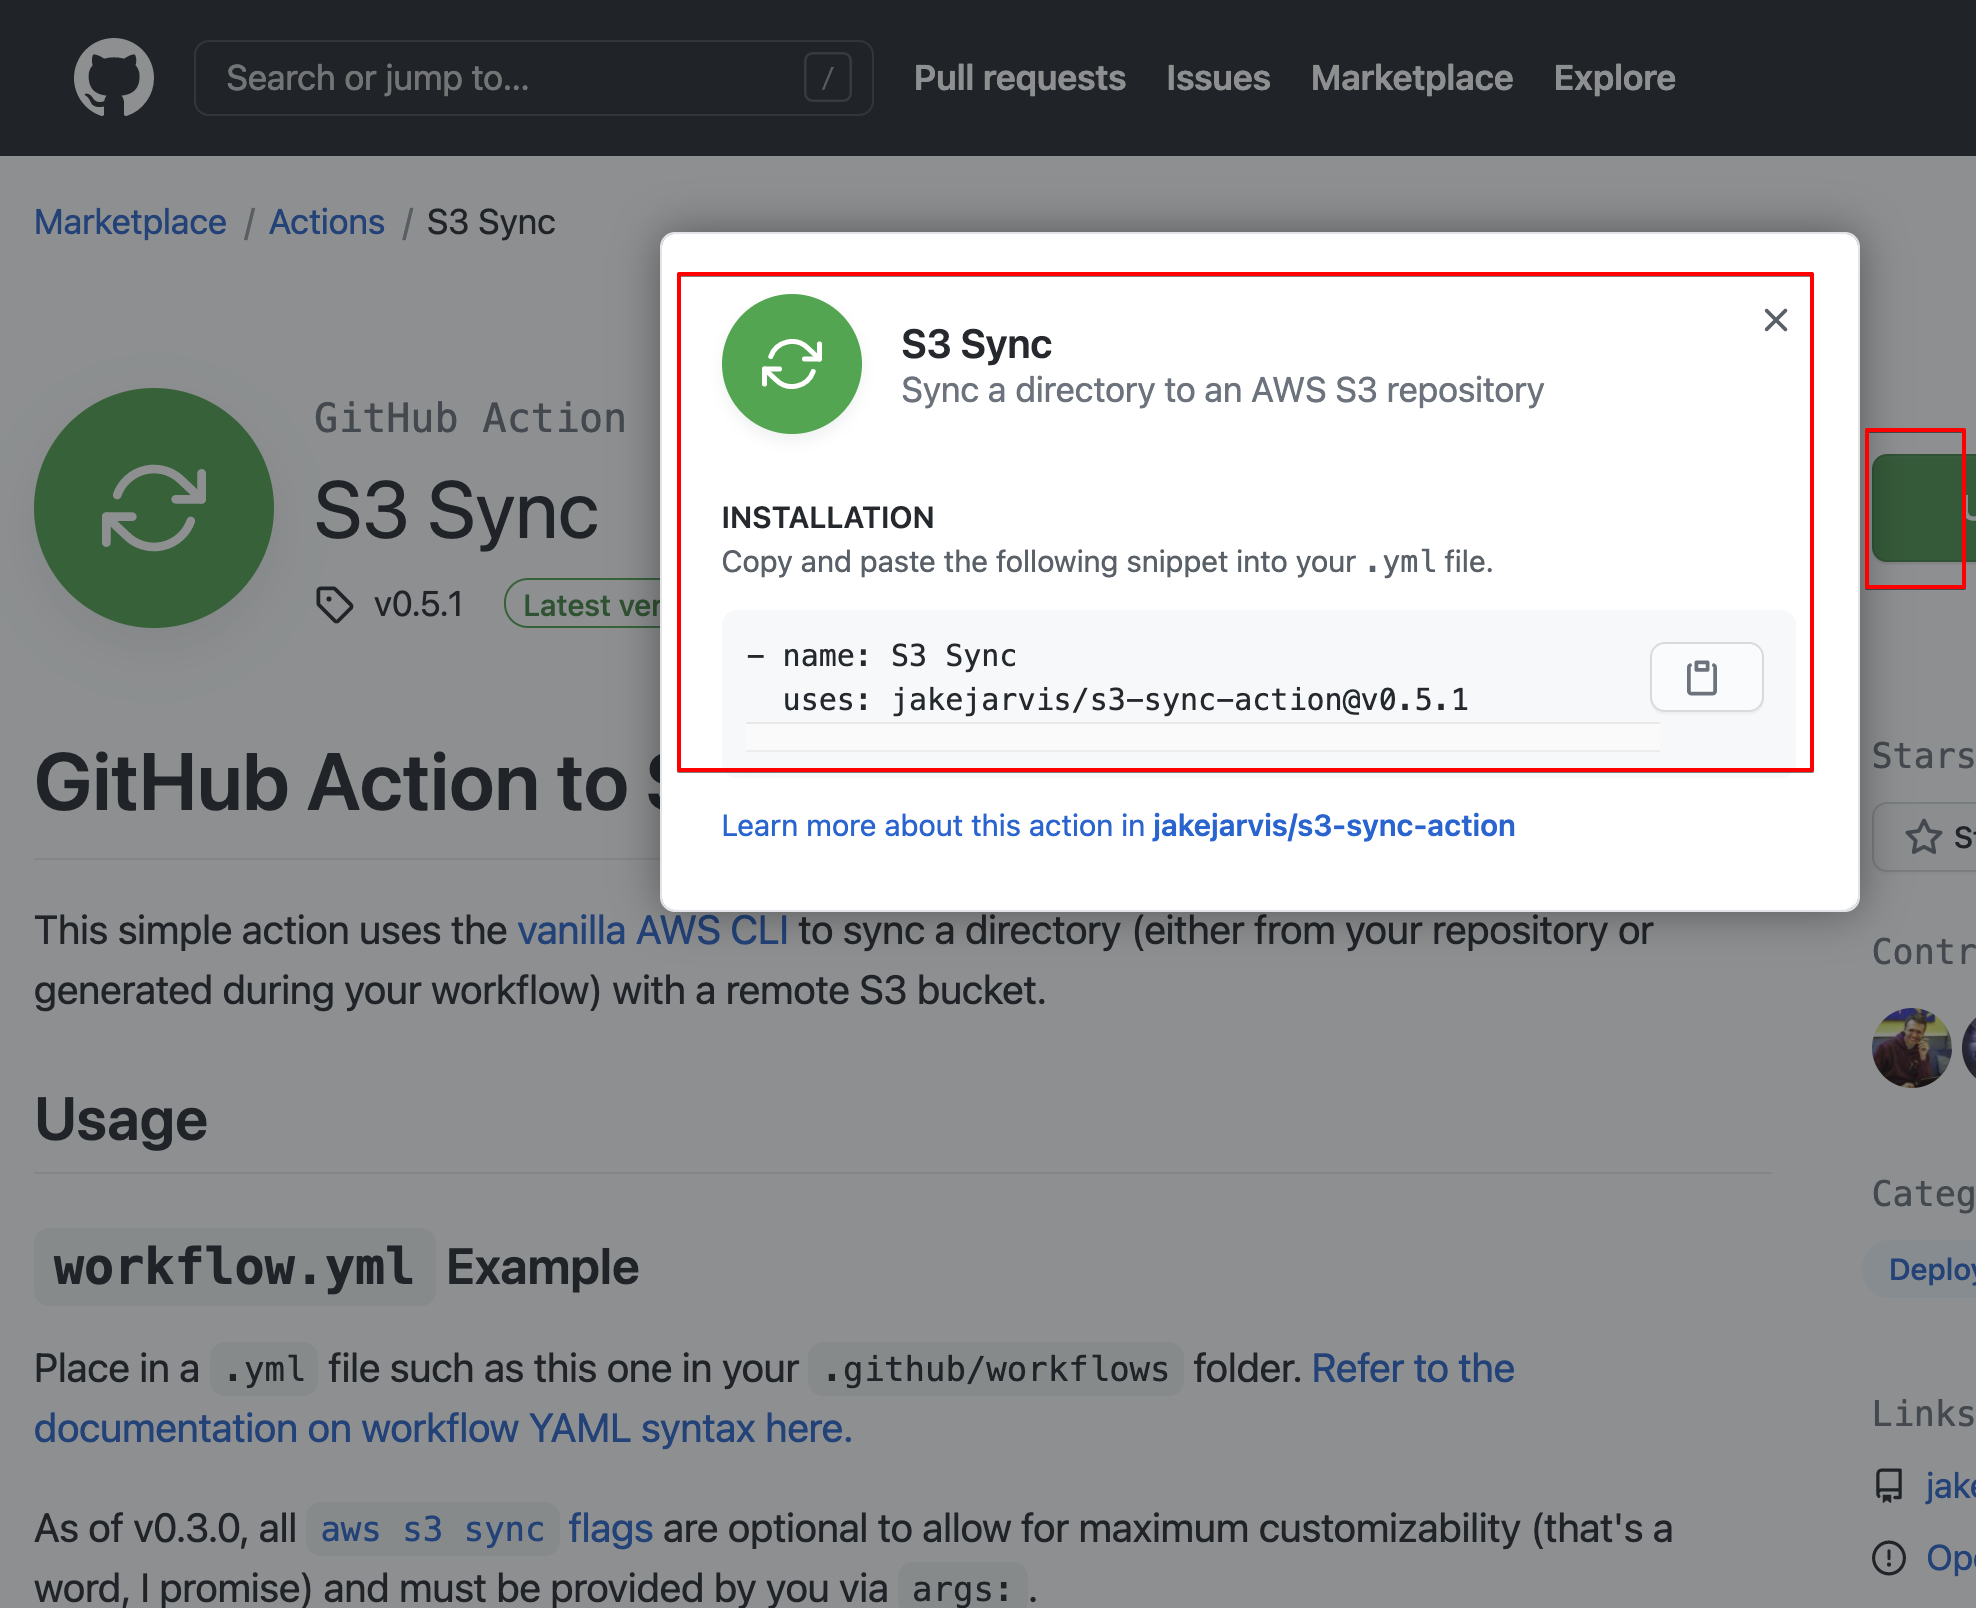 Search or jump to... /
Pull requests Issues Marketplace Explore
Marketplace / Actions / S3 Sync
GitHub Action
S3 Sync
v0.5.1 Latest ver
S3 Sync
Sync a directory to an AWS S3 repository
INSTALLATION
Copy and paste the following snippet into your .yml file.
- name: S3 Sync
uses: jakejarvis/s3-sync-action@v0.5.1
Learn more about this action in jakejarvis/s3-sync-action
GitHub Action to S
This simple action uses the vanilla AWS CLI to sync a directory (either from your repository or
generated during your workflow) with a remote S3 bucket.
Usage
workflow.yml Example
Place in a .yml file such as this one in your .github/workflows folder. Refer to the
documentation on workflow YAML syntax here.
As of v0.3.0, all aws s3 sync flags are optional to allow for maximum customizability (that's a
word, I promise) and must be provided by you via args: .
Stars
St
Contr
Categ
Deploy
Links
jake
Ope